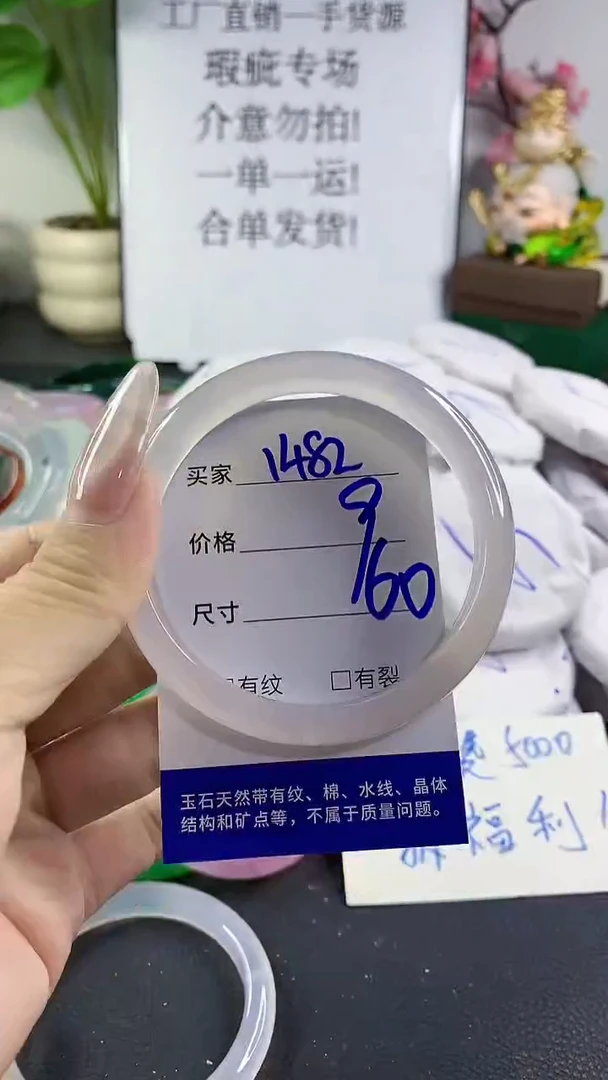 工厂直销一手货源
瑕疵专场
介意勿拍!
一单一运!
合单发货!
买家 1482
价格
尺寸 9/60
有纹 □有裂
玉石天然带有纹、棉、水线、晶体
结构和矿点等，不属于质量问题。
5000
福利